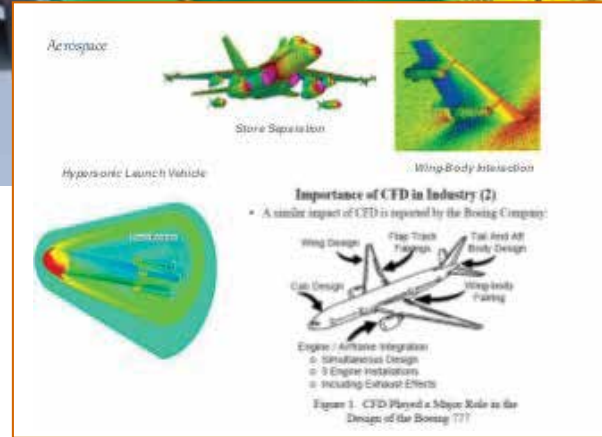 Aerospace
Store Separation
Wing-Body Interaction
Hypersonic Launch Vehicle
Importance of CFD in Industry (2)
• A similar impact of CFD is reported by the Boeing Company:
Wing Design
Flap Track
Fairings
Tail And Aft
Body Design
Cab Design
Wing-body
Fairing
Engine / Airframe Integration
o Simultaneous Design
o 3 Engine Installations
o Including Exhaust Effects
Figure 1. CFD Played a Major Role in the
Design of the Boeing 777